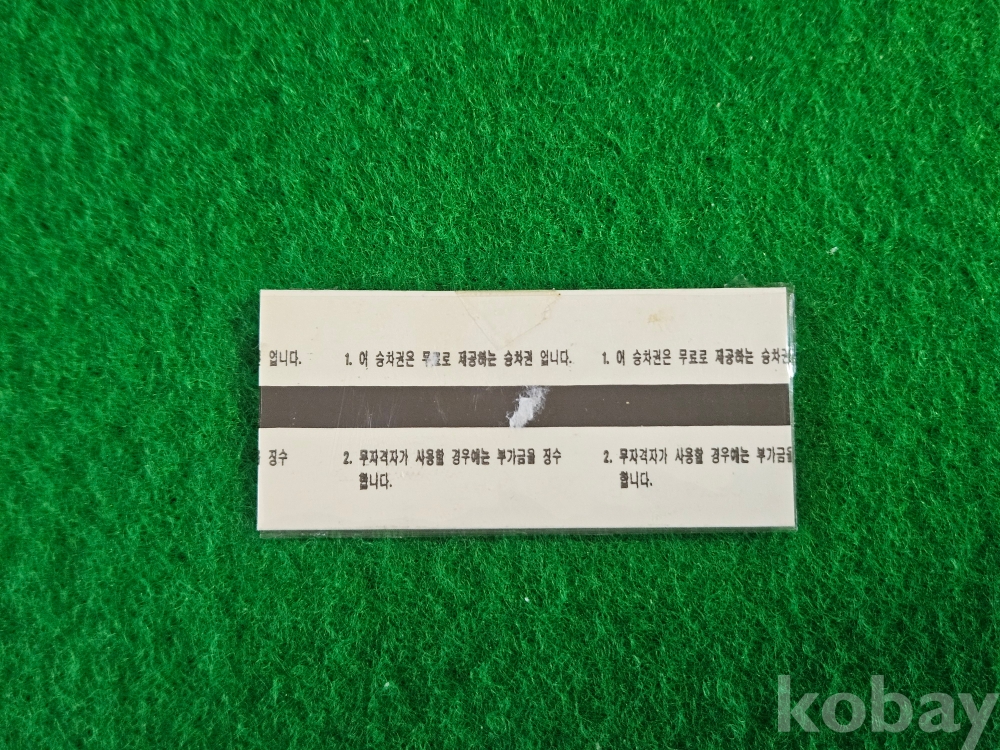 입니다. 1. 이 승차권은 무료로 제공하는 승차권 입니다. 1. 이 승차권은 무료로 제공하는 승차권
징수 2. 무자격자가 사용할 경우에는 부가금을 징수 2. 무자격자가 사용할 경우에는 부가금을
합니다. 합니다.
kobay